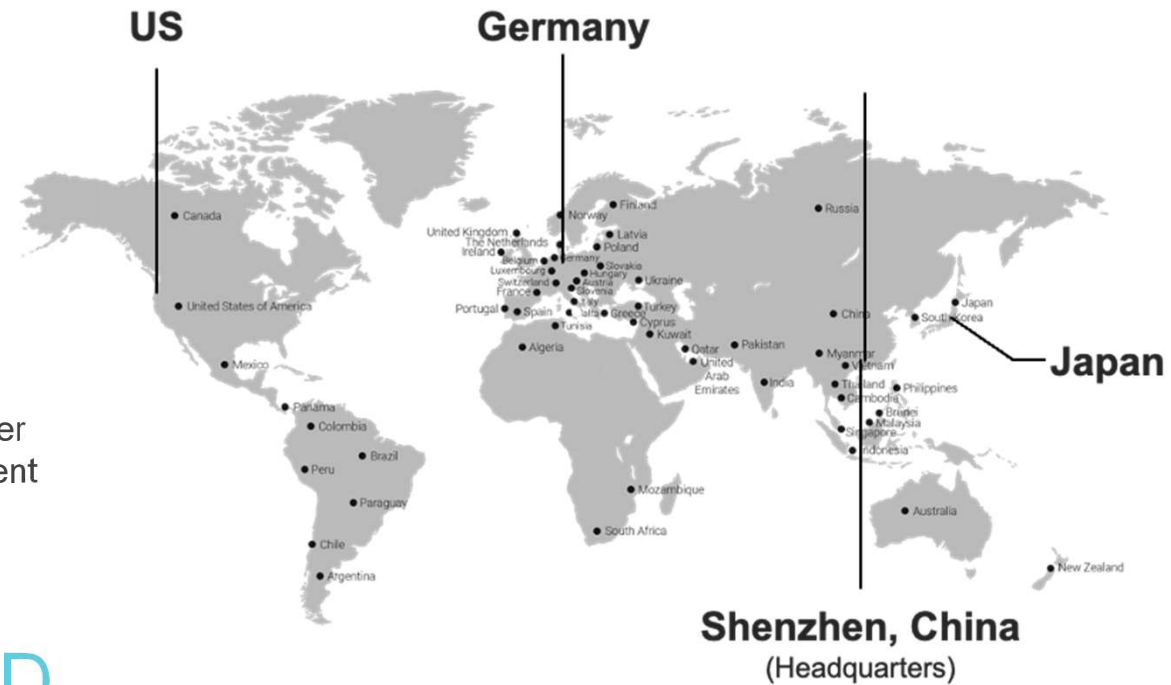 US
Germany
Canada
United States of America
Mexico
Panama
Colombia
Brazil
Peru
Paraguay
Chile
Argentina
Finland
Norway
United Kingdom
Latvia
The Netherlands
Poland
Ireland
Germany
Belgium
Slovakia
Luxembourg
Hungary
Switzerland
Austria
Ukraine
Slovenia
France
Italy
Portugal
Spain
Greece
Turkey
Cyprus
Tunisia
Kuwait
Algeria
Qatar
United
Arab
Emirates
Pakistan
India
Mozambique
South Africa
Russia
China
Japan
South Korea
Myanmar
Vietnam
Thailand
Philippines
Cambodia
Brunei
Malaysia
Singapore
Indonesia
Australia
New Zealand
Japan
er
ent
D
Shenzhen, China
(Headquarters)